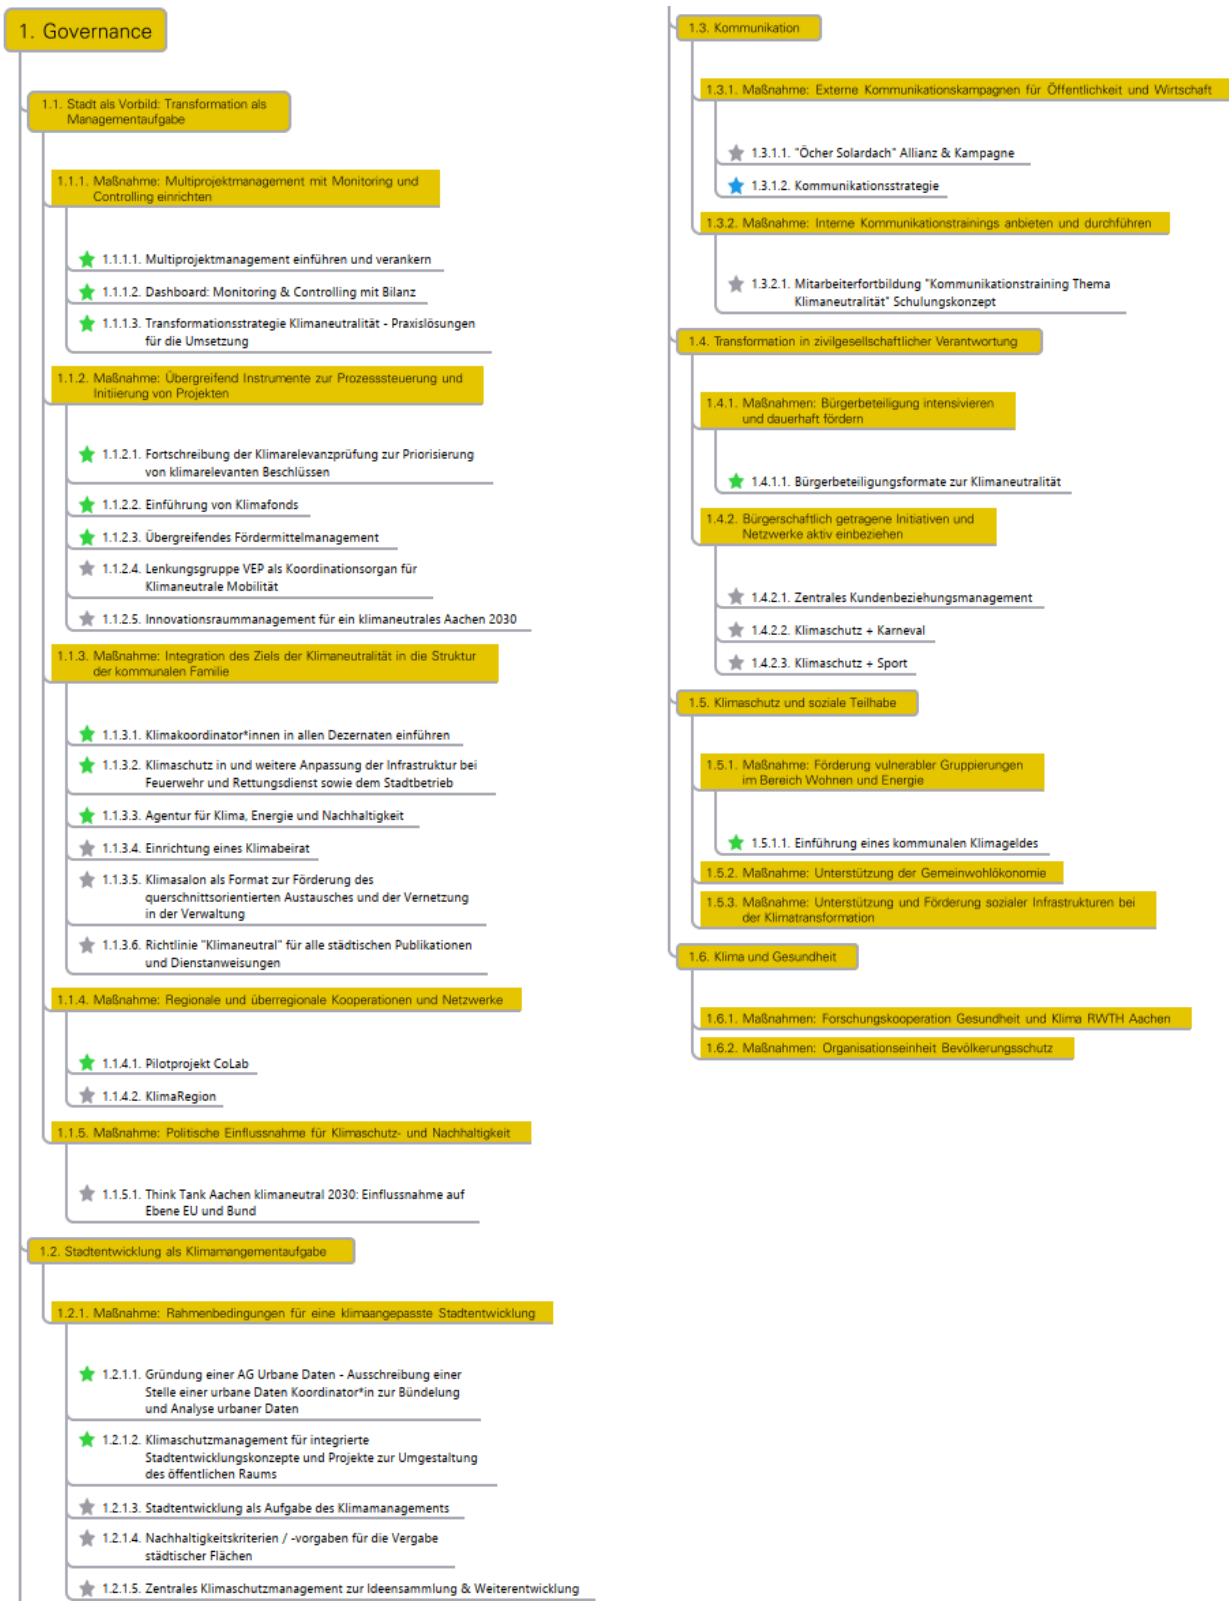 1. Governance
1.1. Stadt als Vorbild: Transformation als
Managementaufgabe
1.1.1. Maßnahme: Multiprojektmanagement mit Monitoring und
Controlling einrichten
1.1.1.1. Multiprojektmanagement einführen und verankern
1.1.1.2. Dashboard: Monitoring & Controlling mit Bilanz
1.1.1.3. Transformationsstrategie Klimaneutralität - Praxislösungen
für die Umsetzung
1.1.2. Maßnahme: Übergreifend Instrumente zur Prozesssteuerung und
Initiierung von Projekten
1.1.2.1. Fortschreibung der Klimarelevanzprüfung zur Priorisierung
von klimarelevanten Beschlüssen
1.1.2.2. Einführung von Klimafonds
1.1.2.3. Übergreifendes Fördermittelmanagement
1.1.2.4. Lenkungsgruppe VEP als Koordinationsorgan für
Klimaneutrale Mobilität
1.1.2.5. Innovationsraummanagement für ein klimaneutrales Aachen 2030
1.1.3. Maßnahme: Integration des Ziels der Klimaneutralität in die Struktur
der kommunalen Familie
1.1.3.1. Klimakoordinator*innen in allen Dezernaten einführen
1.1.3.2. Klimaschutz in und weitere Anpassung der Infrastruktur bei
Feuerwehr und Rettungsdienst sowie dem Stadtbetrieb
1.1.3.3. Agentur für Klima, Energie und Nachhaltigkeit
1.1.3.4. Einrichtung eines Klimabeirat
1.1.3.5. Klimasalon als Format zur Förderung des
querschnittsorientierten Austausches und der Vernetzung
in der Verwaltung
1.1.3.6. Richtlinie "Klimaneutral" für alle städtischen Publikationen
und Dienstanweisungen
1.1.4. Maßnahme: Regionale und überregionale Kooperationen und Netzwerke
1.1.4.1. Pilotprojekt CoLab
1.1.4.2. KlimaRegion
1.1.5. Maßnahme: Politische Einflussnahme für Klimaschutz- und Nachhaltigkeit
1.1.5.1. Think Tank Aachen klimaneutral 2030: Einflussnahme auf
Ebene EU und Bund
1.2. Stadtentwicklung als Klimamangementaufgabe
1.2.1. Maßnahme: Rahmenbedingungen für eine klimaangepasste Stadtentwicklung
1.2.1.1. Gründung einer AG Urbane Daten - Ausschreibung einer
Stelle einer urbane Daten Koordinator*in zur Bündelung
und Analyse urbaner Daten
1.2.1.2. Klimaschutzmanagement für integrierte
Stadtentwicklungskonzepte und Projekte zur Umgestaltung
des öffentlichen Raums
1.2.1.3. Stadtentwicklung als Aufgabe des Klimamanagements
1.2.1.4. Nachhaltigkeitskriterien / -vorgaben für die Vergabe
städtischer Flächen
1.2.1.5. Zentrales Klimaschutzmanagement zur Ideensammlung & Weiterentwicklung
1.3. Kommunikation
1.3.1. Maßnahme: Externe Kommunikationskampagnen für Öffentlichkeit und Wirtschaft
1.3.1.1. "Öcher Solardach" Allianz & Kampagne
1.3.1.2. Kommunikationsstrategie
1.3.2. Maßnahme: Interne Kommunikationstrainings anbieten und durchführen
1.3.2.1. Mitarbeiterfortbildung "Kommunikationstraining Thema
Klimaneutralität" Schulungskonzept
1.4. Transformation in zivilgesellschaftlicher Verantwortung
1.4.1. Maßnahmen: Bürgerbeteiligung intensivieren
und dauerhaft fördern
1.4.1.1. Bürgerbeteiligungsformate zur Klimaneutralität
1.4.2. Bürgerschaftlich getragene Initiativen und
Netzwerke aktiv einbeziehen
1.4.2.1. Zentrales Kundenbeziehungsmanagement
1.4.2.2. Klimaschutz + Karneval
1.4.2.3. Klimaschutz + Sport
1.5. Klimaschutz und soziale Teilhabe
1.5.1. Maßnahme: Förderung vulnerabler Gruppierungen
im Bereich Wohnen und Energie
1.5.1.1. Einführung eines kommunalen Klimageldes
1.5.2. Maßnahme: Unterstützung der Gemeinwohlökonomie
1.5.3. Maßnahme: Unterstützung und Förderung sozialer Infrastrukturen bei
der Klimatransformation
1.6. Klima und Gesundheit
1.6.1. Maßnahmen: Forschungskooperation Gesundheit und Klima RWTH Aachen
1.6.2. Maßnahmen: Organisationseinheit Bevölkerungsschutz